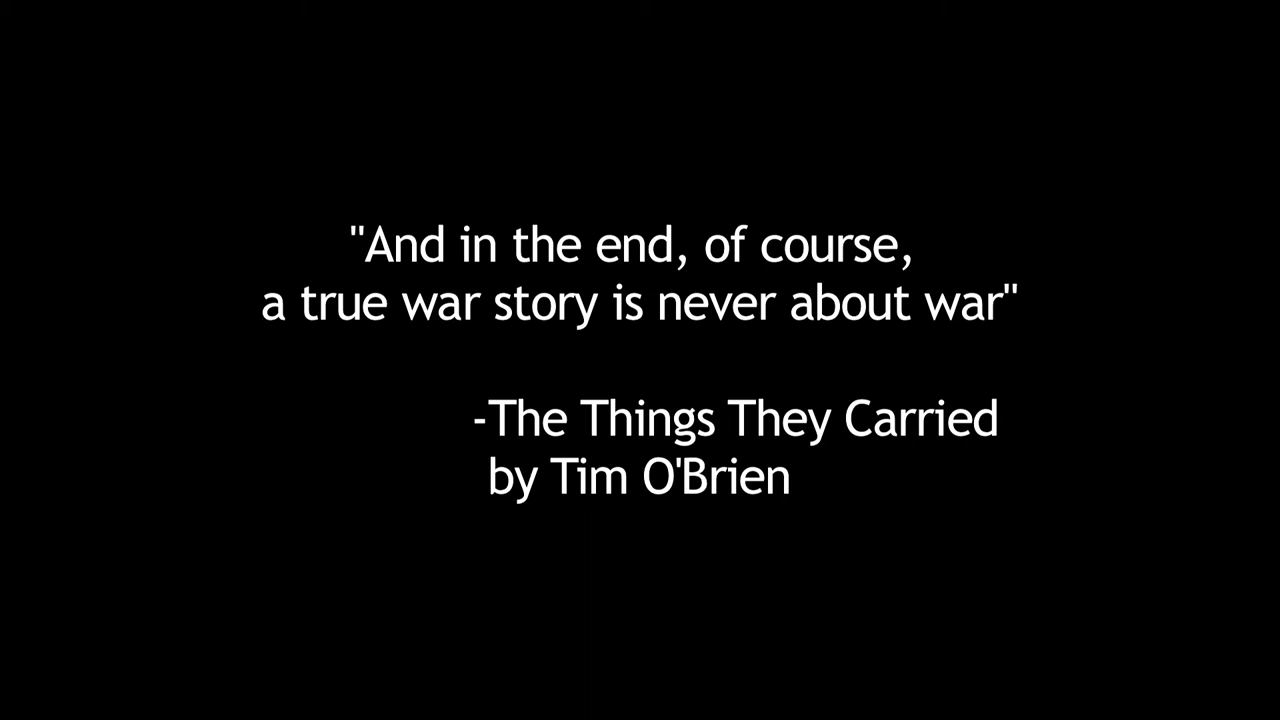 "And in the end, of course,
a true war story is never about war"
-The Things They Carried
by Tim O'Brien